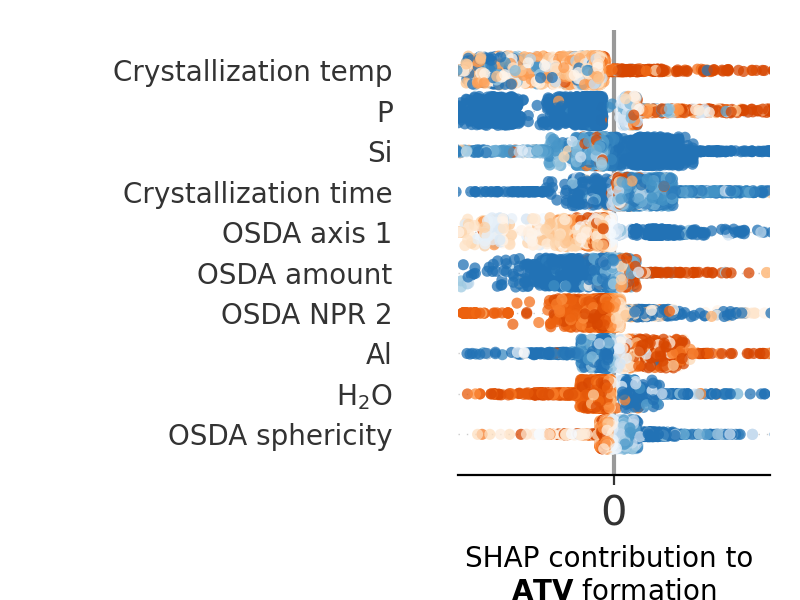 Crystallization temp
P
Si
Crystallization time
OSDA axis 1
OSDA amount
OSDA NPR 2
Al
H₂O
OSDA sphericity
0
SHAP contribution to
ATV formation